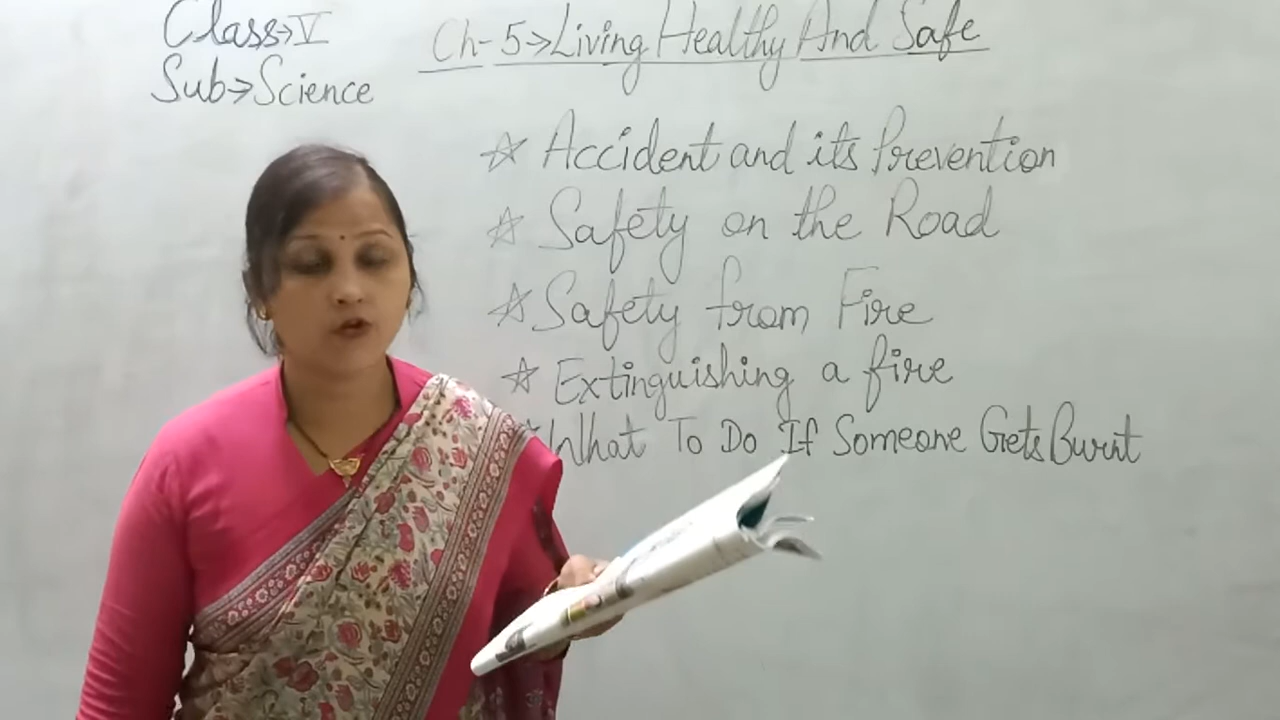 Class→V
Sub→Science
Ch-5→Living Healthy And Safe
☆ Accident and its Prevention
☆ Safety on the Road
☆ Safety from Fire
☆ Extinguishing a fire
☆ What To Do If Someone Gets Burnt